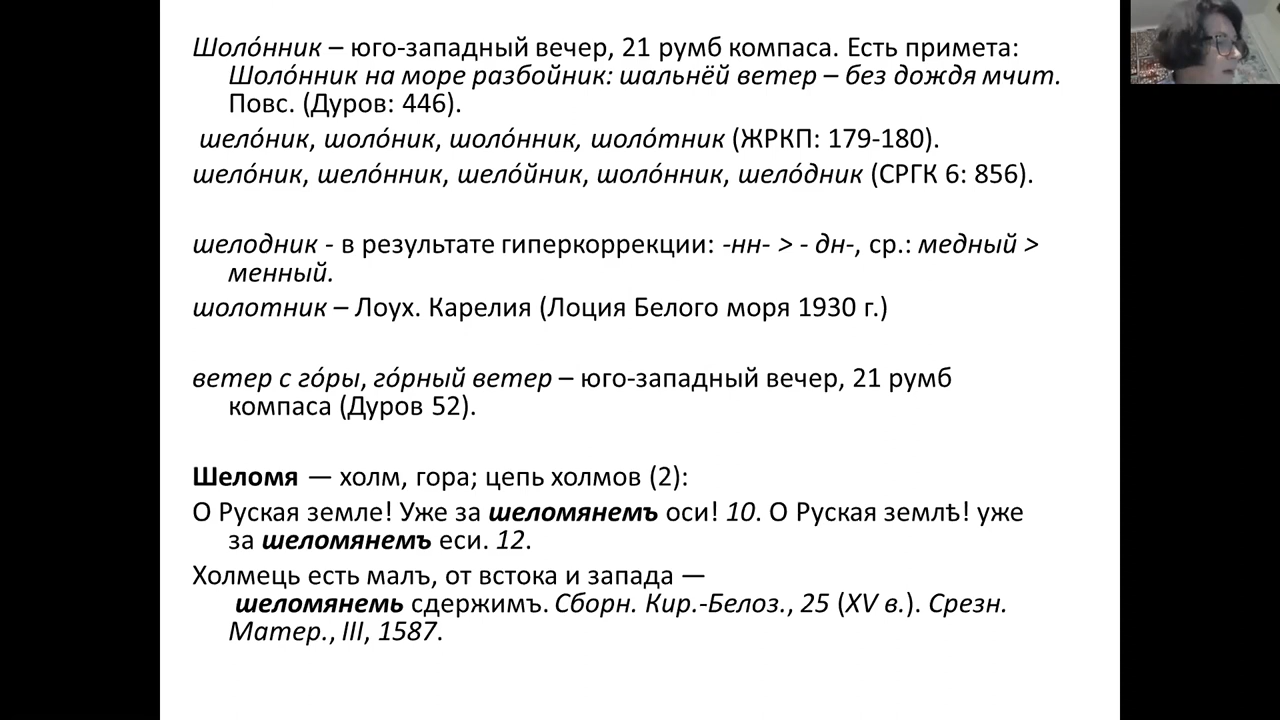 Шоло́нник – юго-западный вечер, 21 румб компаса. Есть примета:
Шоло́нник на море разбойник: шальнёй ветер – без дождя мчит.
Повс. (Дуров: 446).
шело́ник, шоло́ник, шоло́нник, шоло́тник (ЖРКП: 179-180).
шело́ник, шело́нник, шело́йник, шоло́нник, шело́дник (СРГК 6: 856).
шелодник - в результате гиперкоррекции: -нн- > - дн-, ср.: медный >
менный.
шолотник – Лоух. Карелия (Лоция Белого моря 1930 г.)
ветер с го́ры, го́рный ветер – юго-западный вечер, 21 румб
компаса (Дуров 52).
Шеломя — холм, гора; цепь холмов (2):
О Руская земле! Уже за шеломянемъ оси! 10. О Руская землѣ! уже
за шеломянемъ еси. 12.
Холмець есть малъ, от встока и запада —
шеломянемь сдержимъ. Сборн. Кир.-Белоз., 25 (XV в.). Срезн.
Матер., III, 1587.